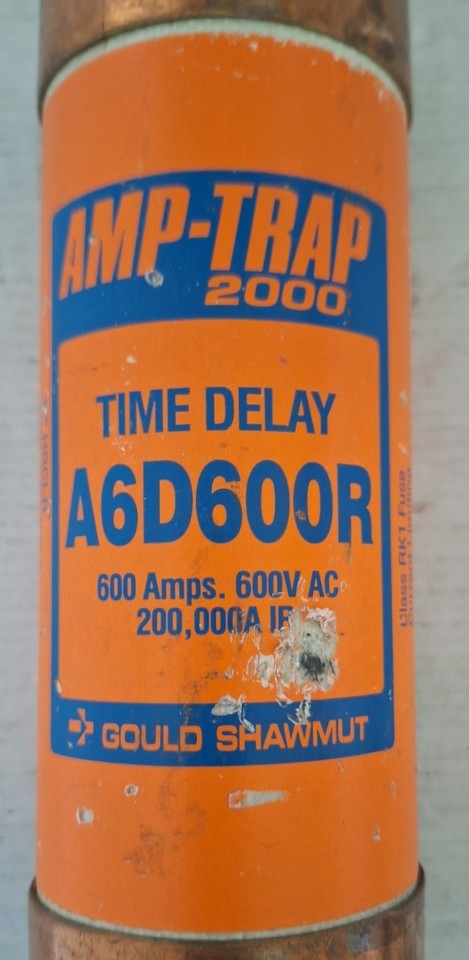 AMP-TRAP
2000
TIME DELAY
A6D600R
600 Amps. 600V AC
200,000A
GOULD SHAWMUT
Class RK1 Fuse